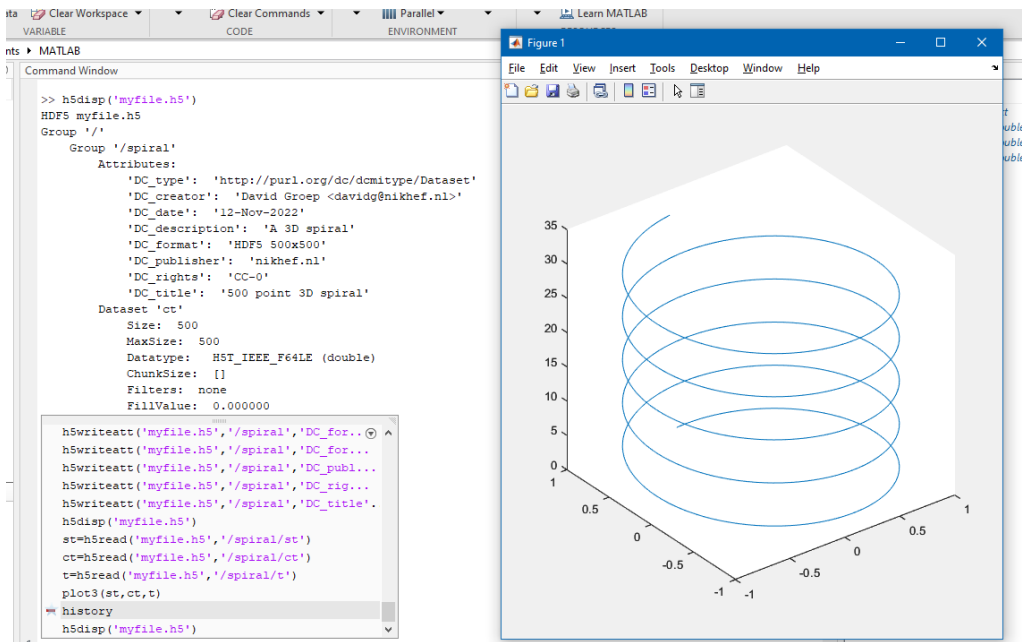 Clear Workspace
Clear Commands
Parallel
Learn MATLAB
VARIABLE
CODE
ENVIRONMENT
MATLAB
Command Window
>> h5disp('myfile.h5')
HDF5 myfile.h5
Group '/'
Group '/spiral'
Attributes:
'DC_type': 'http://purl.org/dc/dcmitype/Dataset'
'DC_creator': 'David Groep <davidg@nikhef.nl>'
'DC_date': '12-Nov-2022'
'DC_description': 'A 3D spiral'
'DC_format': 'HDF5 500x500'
'DC_publisher': 'nikhef.nl'
'DC_rights': 'CC-0'
'DC_title': '500 point 3D spiral'
Dataset 'ct'
Size: 500
MaxSize: 500
Datatype: H5T_IEEE_F64LE (double)
ChunkSize: []
Filters: none
FillValue: 0.000000
h5writeatt('myfile.h5','/spiral','DC_for..
h5writeatt('myfile.h5','/spiral','DC_for...
h5writeatt('myfile.h5','/spiral','DC_publ...
h5writeatt('myfile.h5','/spiral','DC_rig...
h5writeatt('myfile.h5','/spiral','DC_title'.
h5disp('myfile.h5')
st=h5read('myfile.h5','/spiral/st')
ct=h5read('myfile.h5','/spiral/ct')
t=h5read('myfile.h5','/spiral/t')
plot3(st,ct,t)
history
h5disp('myfile.h5')
Figure 1
File Edit View Insert Tools Desktop Window Help
35
30
25
20
15
10
5
0
1
0.5
0
-0.5
-1
-1
-0.5
0
0.5
1